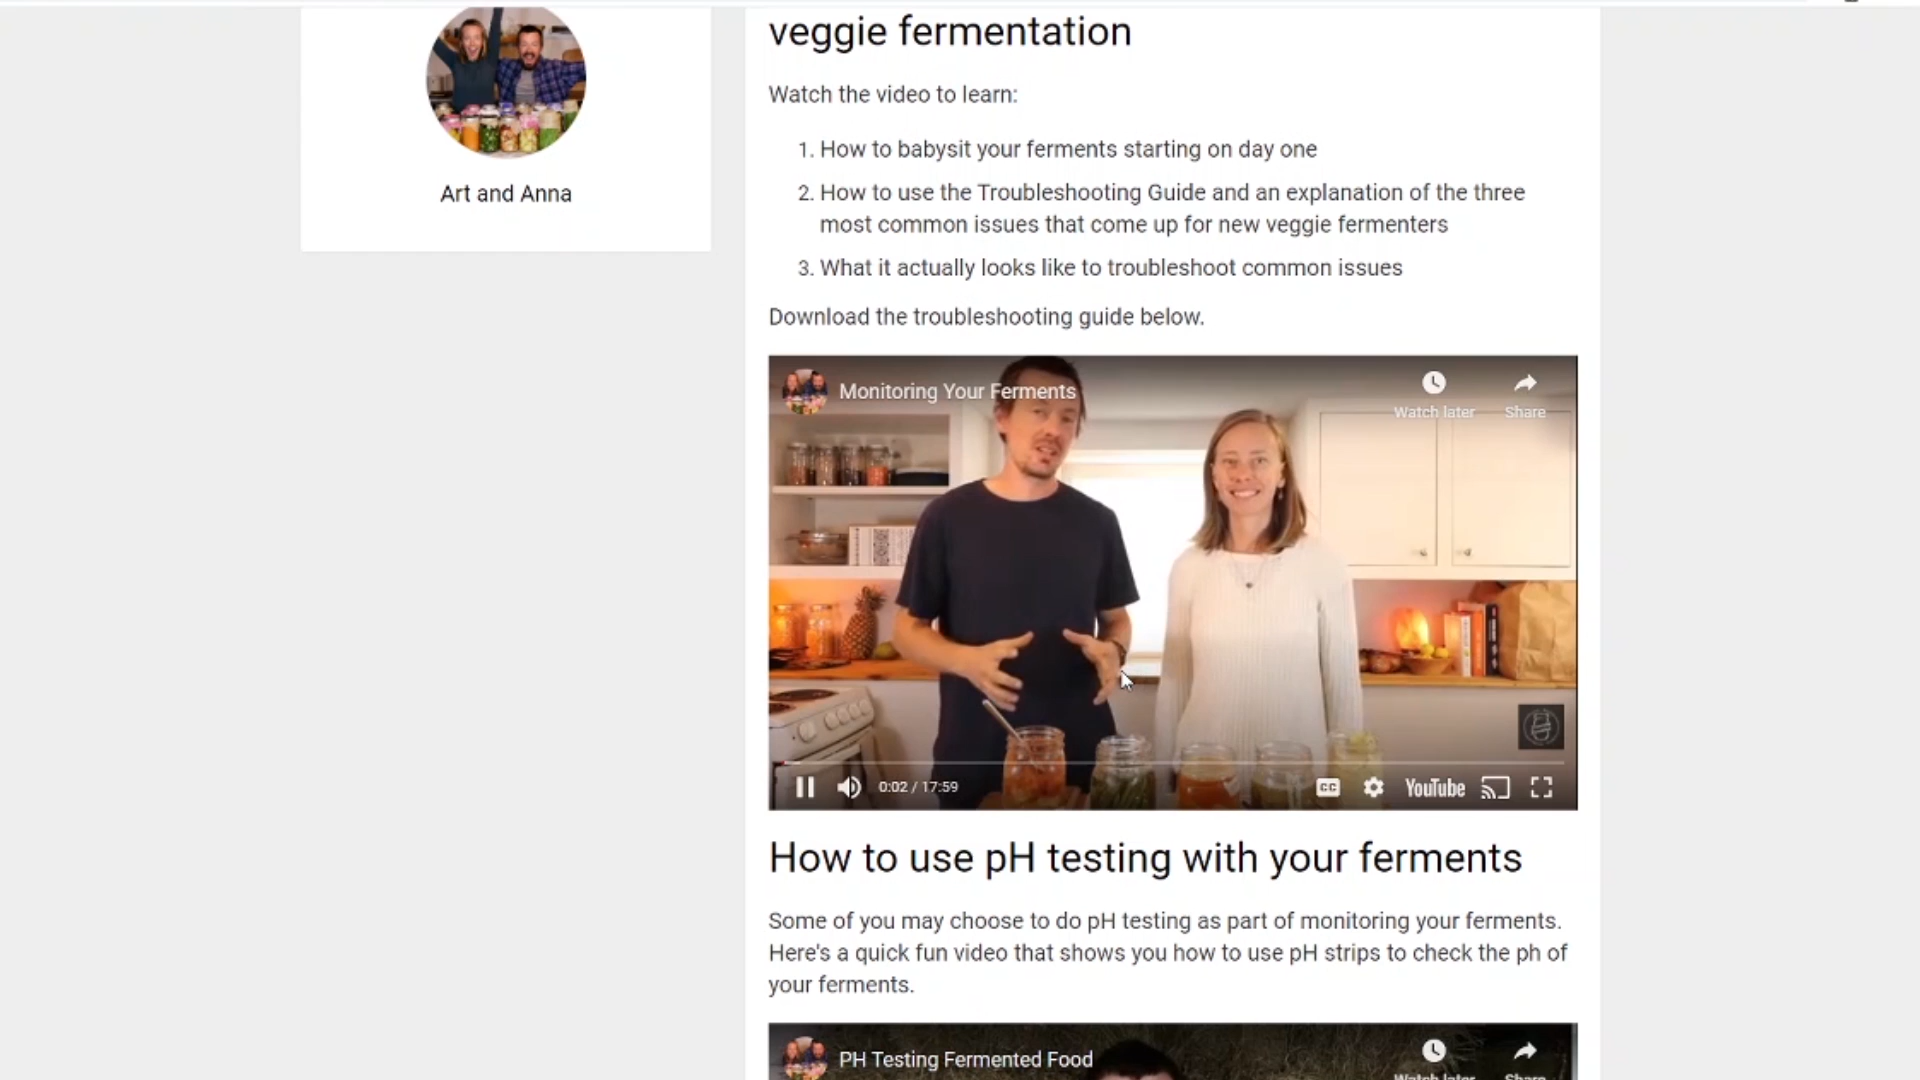 Art and Anna
veggie fermentation
Watch the video to learn:
1. How to babysit your ferments starting on day one
2. How to use the Troubleshooting Guide and an explanation of the three
most common issues that come up for new veggie fermenters
3. What it actually looks like to troubleshoot common issues
Download the troubleshooting guide below.
Monitoring Your Ferments
Watch later
Share
0:02 / 17:59
CC
YouTube
How to use pH testing with your ferments
Some of you may choose to do pH testing as part of monitoring your ferments.
Here's a quick fun video that shows you how to use pH strips to check the ph of
your ferments.
PH Testing Fermented Food
Watch later
Share